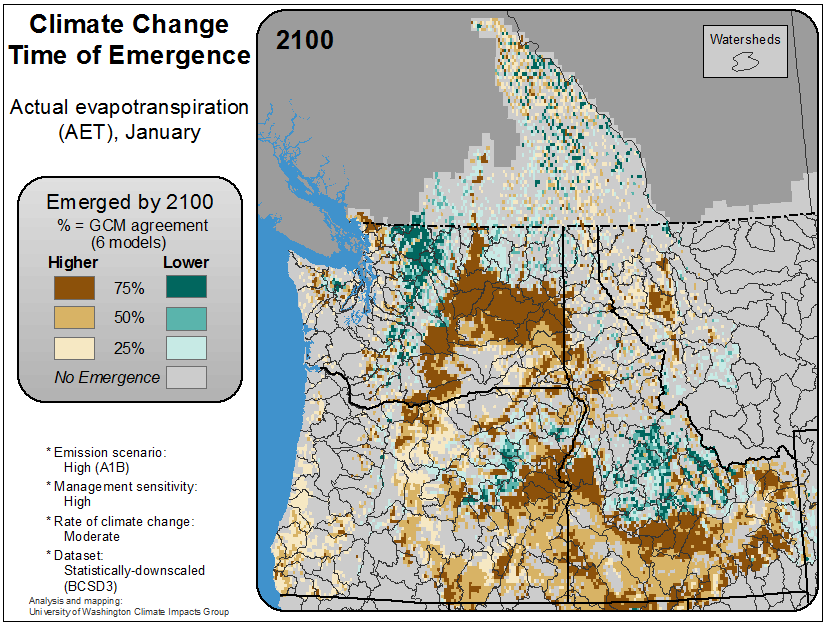 Climate Change
Time of Emergence
Actual evapotranspiration
(AET), January
Emerged by 2100
% = GCM agreement
(6 models)
Higher Lower
75%
50%
25%
No Emergence
* Emission scenario:
High (A1B)
* Management sensitivity:
High
* Rate of climate change:
Moderate
* Dataset:
Statistically-downscaled
(BCSD3)
Analysis and mapping:
University of Washington Climate Impacts Group
2100
Watersheds